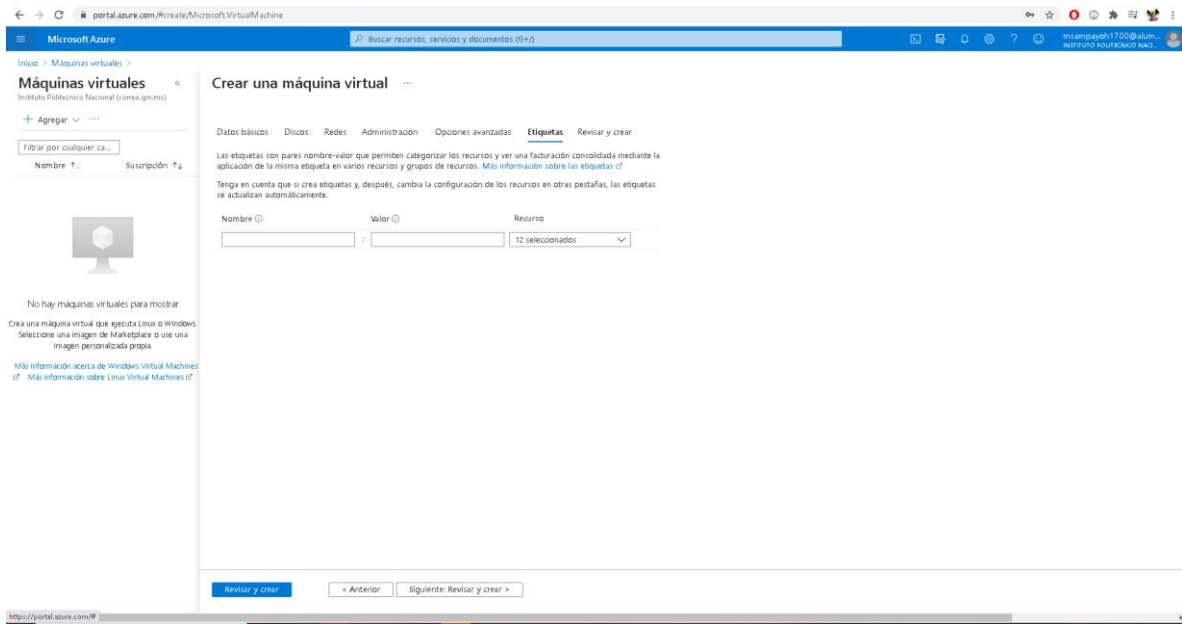 portal.azure.com/#create/Microsoft.VirtualMachine
Microsoft Azure
Buscar recursos, servicios y documentos (G+/)
msampayoh1700@alum...
INSTITUTO POLITECNICO NACI...
Inicio > Máquinas virtuales >
Máquinas virtuales
«
Instituto Politecnico Nacional (correo.ipn.mx)
+ Agregar ···
Filtrar por cualquier ca...
Nombre ↑↓ Suscripción ↑↓
No hay máquinas virtuales para mostrar
Crea una máquina virtual que ejecuta Linux o Windows.
Seleccione una imagen de Marketplace o use una
imagen personalizada propia.
Más información acerca de Windows Virtual Machines
Más información sobre Linux Virtual Machines
Crear una máquina virtual ···
Datos básicos Discos Redes Administración Opciones avanzadas Etiquetas Revisar y crear
Las etiquetas son pares nombre-valor que permiten categorizar los recursos y ver una facturación consolidada mediante la
aplicación de la misma etiqueta en varios recursos y grupos de recursos. Más información sobre las etiquetas
Tenga en cuenta que si crea etiquetas y, después, cambia la configuración de los recursos en otras pestañas, las etiquetas
se actualizan automáticamente.
Nombre Valor Recurso
: 12 seleccionados
Revisar y crear < Anterior Siguiente: Revisar y crear >
https://portal.azure.com/#